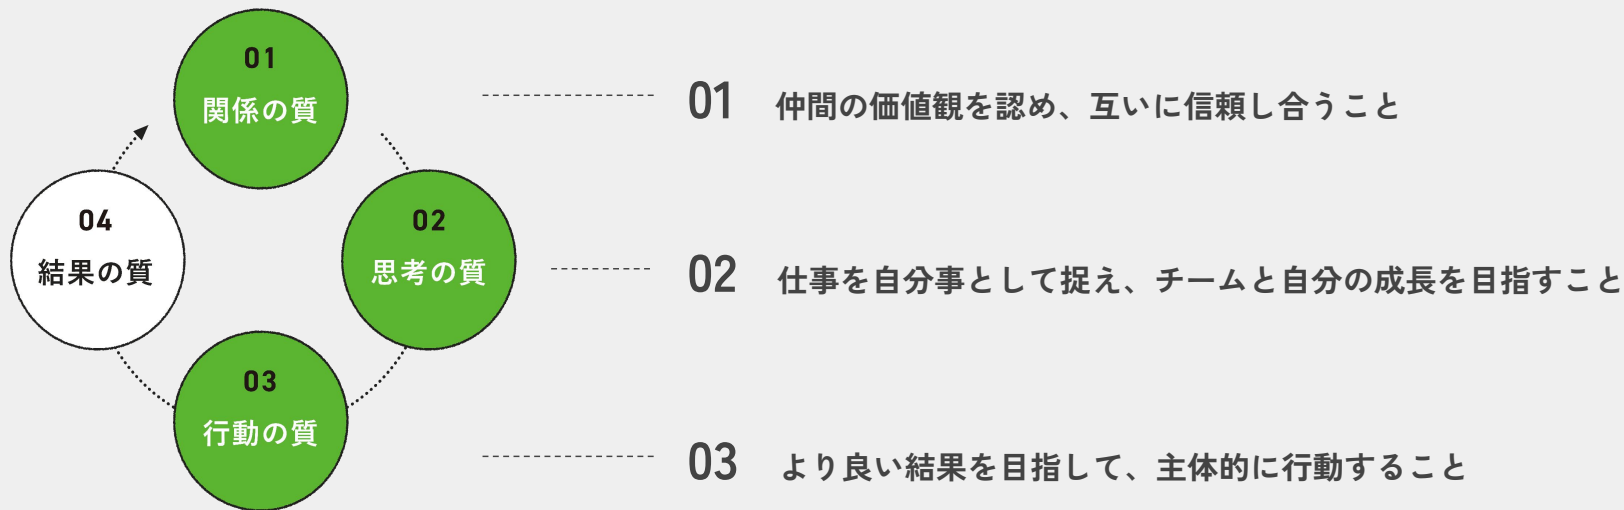 01
関係の質
02
思考の質
03
行動の質
04
結果の質
01 仲間の価値観を認め、互いに信頼し合うこと
02 仕事を自分事として捉え、チームと自分の成長を目指すこと
03 より良い結果を目指して、主体的に行動すること